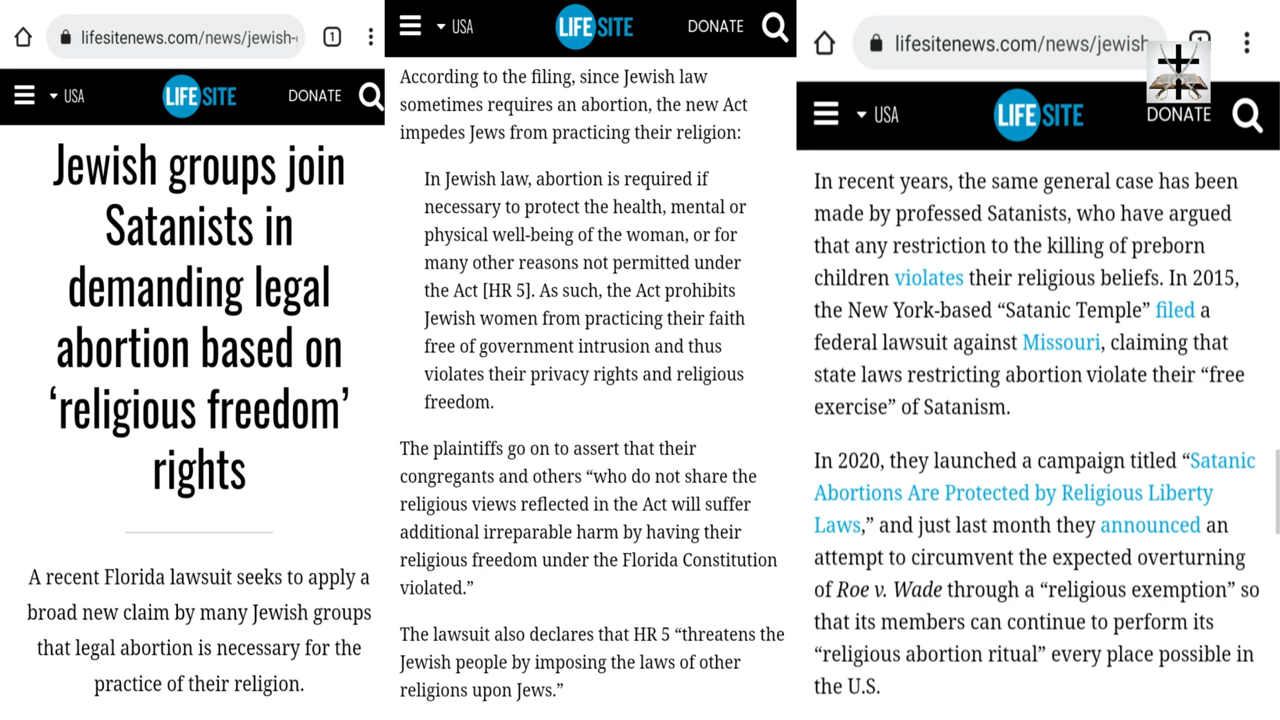 lifesitenews.com/news/jewish-
1
USA
LIFE SITE
DONATE
Jewish groups join
Satanists in
demanding legal
abortion based on
‘religious freedom’
rights
A recent Florida lawsuit seeks to apply a
broad new claim by many Jewish groups
that legal abortion is necessary for the
practice of their religion.
USA
LIFE SITE
DONATE
According to the filing, since Jewish law
sometimes requires an abortion, the new Act
impedes Jews from practicing their religion:
In Jewish law, abortion is required if
necessary to protect the health, mental or
physical well-being of the woman, or for
many other reasons not permitted under
the Act [HR 5]. As such, the Act prohibits
Jewish women from practicing their faith
free of government intrusion and thus
violates their privacy rights and religious
freedom.
The plaintiffs go on to assert that their
congregants and others “who do not share the
religious views reflected in the Act will suffer
additional irreparable harm by having their
religious freedom under the Florida Constitution
violated.”
The lawsuit also declares that HR 5 “threatens the
Jewish people by imposing the laws of other
religions upon Jews.”
lifesitenews.com/news/jewish
USA
LIFE SITE
DONATE
In recent years, the same general case has been
made by professed Satanists, who have argued
that any restriction to the killing of preborn
children violates their religious beliefs. In 2015,
the New York-based “Satanic Temple” filed a
federal lawsuit against Missouri, claiming that
state laws restricting abortion violate their “free
exercise” of Satanism.
In 2020, they launched a campaign titled “Satanic
Abortions Are Protected by Religious Liberty
Laws,” and just last month they announced an
attempt to circumvent the expected overturning
of Roe v. Wade through a “religious exemption” so
that its members can continue to perform its
“religious abortion ritual” every place possible in
the U.S.